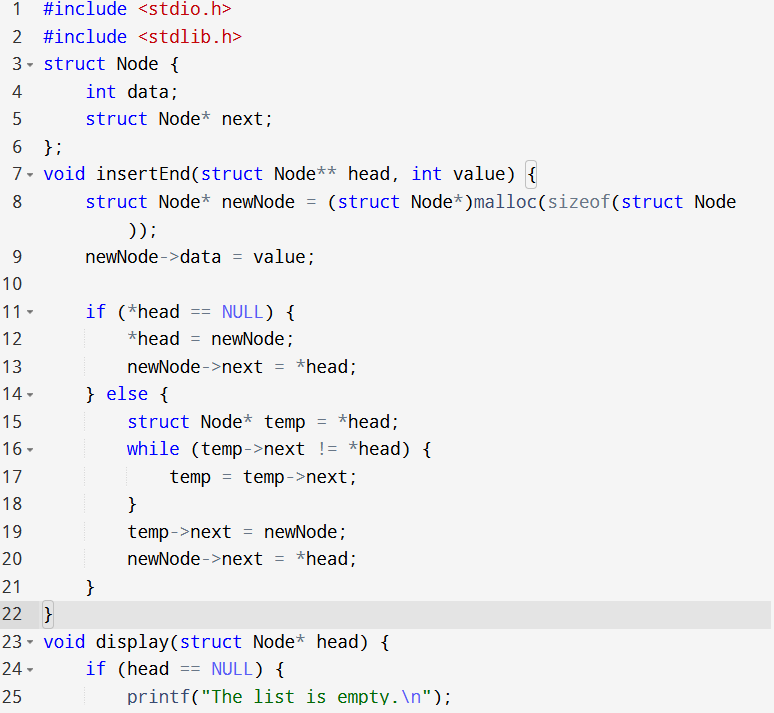 1 #include <stdio.h>
2 #include <stdlib.h>
3 struct Node {
4     int data;
5     struct Node* next;
6 };
7 void insertEnd(struct Node** head, int value) {
8     struct Node* newNode = (struct Node*)malloc(sizeof(struct Node
        ));
9     newNode->data = value;
10
11     if (*head == NULL) {
12         *head = newNode;
13         newNode->next = *head;
14     } else {
15         struct Node* temp = *head;
16         while (temp->next != *head) {
17             temp = temp->next;
18         }
19         temp->next = newNode;
20         newNode->next = *head;
21     }
22 }
23 void display(struct Node* head) {
24     if (head == NULL) {
25         printf("The list is empty.\n");